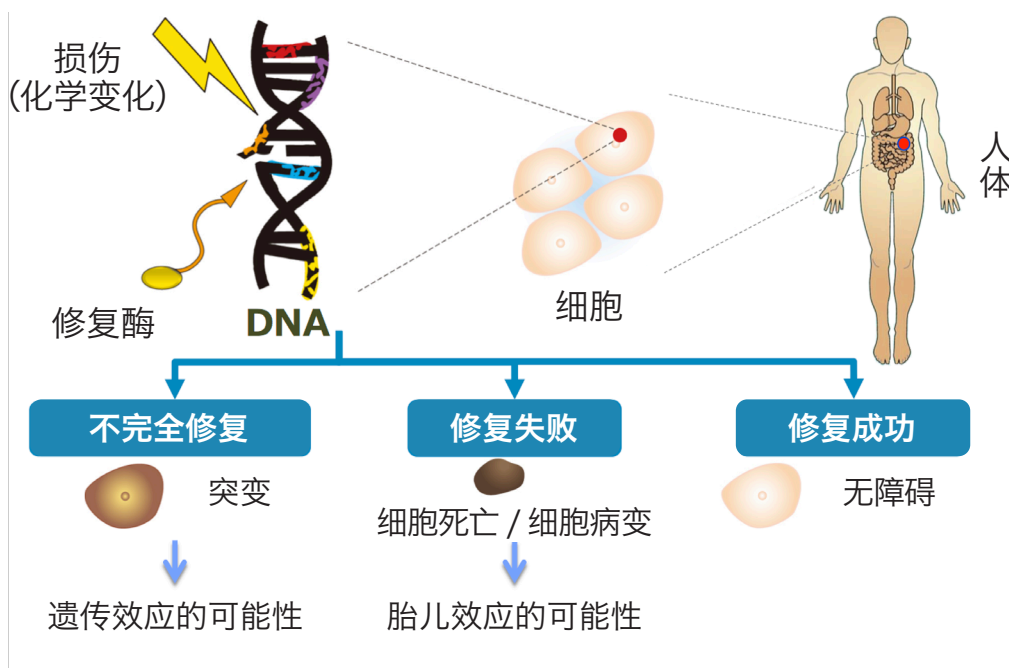 损伤
(化学变化)
人
体
修复酶
DNA
细胞
不完全修复
修复失败
修复成功
突变
细胞死亡 / 细胞病变
无障碍
遗传效应的可能性
胎儿效应的可能性